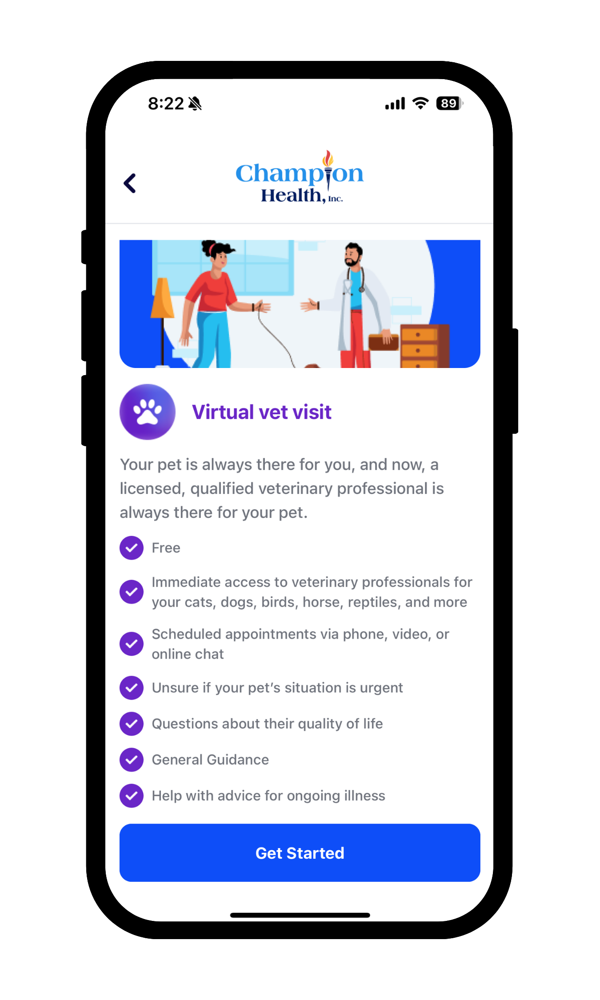 8:22
89
Champion
Health, Inc.
Virtual vet visit
Your pet is always there for you, and now, a
licensed, qualified veterinary professional is
always there for your pet.
Free
Immediate access to veterinary professionals for
your cats, dogs, birds, horse, reptiles, and more
Scheduled appointments via phone, video, or
online chat
Unsure if your pet’s situation is urgent
Questions about their quality of life
General Guidance
Help with advice for ongoing illness
Get Started